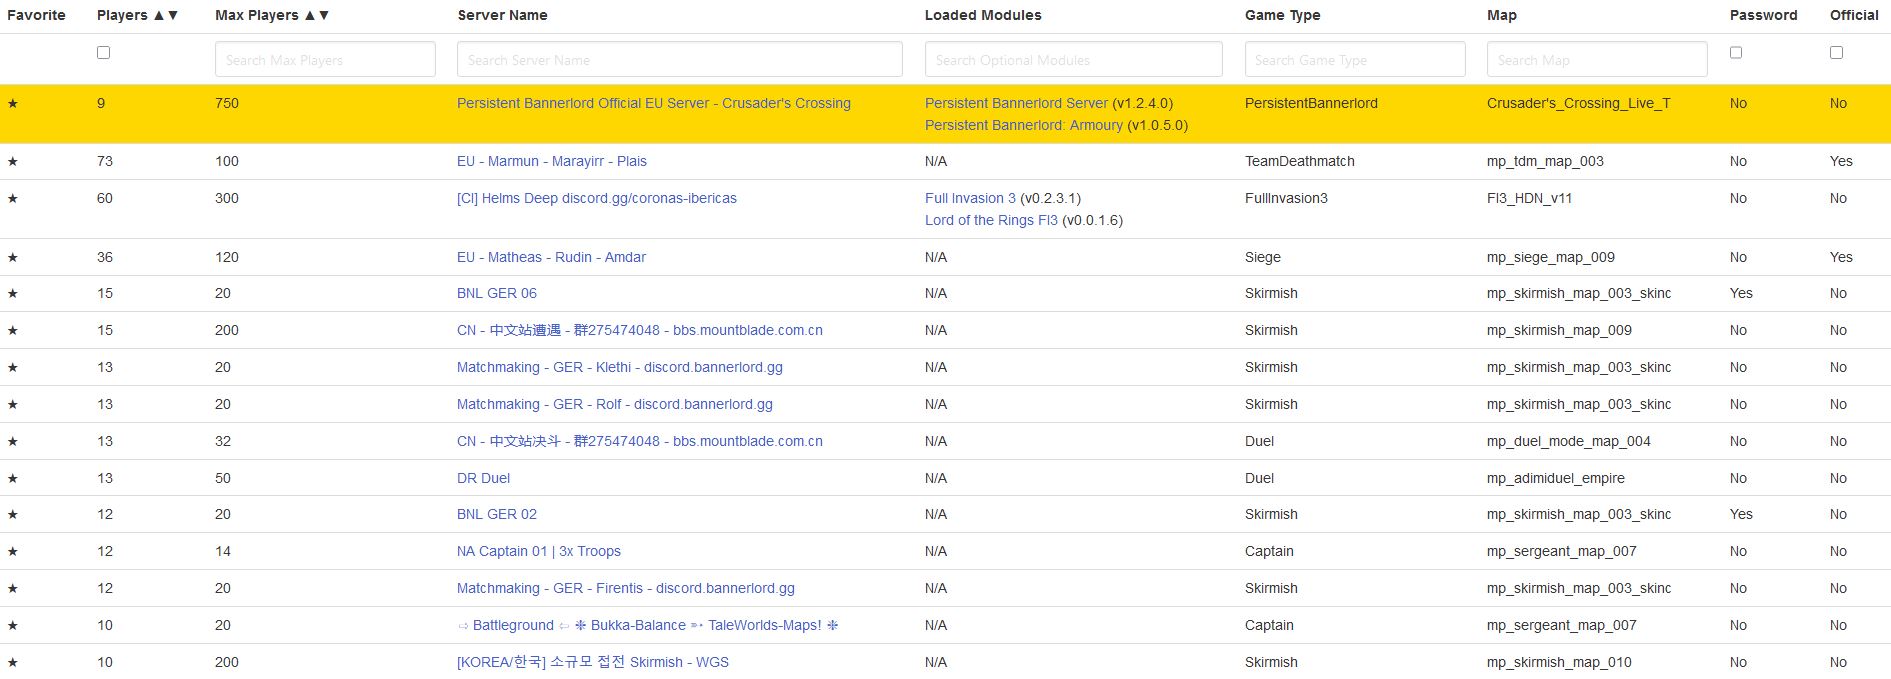 Favorite Players ▲▼ Max Players ▲▼ Server Name Loaded Modules Game Type Map Password Official
Search Max Players Search Server Name Search Optional Modules Search Game Type Search Map
★ 9 750 Persistent Bannerlord Official EU Server - Crusader's Crossing Persistent Bannerlord Server (v1.2.4.0) PersistentBannerlord Crusader's_Crossing_Live_T No No
Persistent Bannerlord: Armoury (v1.0.5.0)
★ 73 100 EU - Marmun - Marayirr - Plais N/A TeamDeathmatch mp_tdm_map_003 No Yes
★ 60 300 [CI] Helms Deep discord.gg/coronas-ibericas Full Invasion 3 (v0.2.3.1) FullInvasion3 FI3_HDN_v11 No No
Lord of the Rings FI3 (v0.0.1.6)
★ 36 120 EU - Matheas - Rudin - Amdar N/A Siege mp_siege_map_009 No Yes
★ 15 20 BNL GER 06 N/A Skirmish mp_skirmish_map_003_skinc Yes No
★ 15 200 CN - 中文站遭遇 - 群275474048 - bbs.mountblade.com.cn N/A Skirmish mp_skirmish_map_009 No No
★ 13 20 Matchmaking - GER - Klethi - discord.bannerlord.gg N/A Skirmish mp_skirmish_map_003_skinc No No
★ 13 20 Matchmaking - GER - Rolf - discord.bannerlord.gg N/A Skirmish mp_skirmish_map_003_skinc No No
★ 13 32 CN - 中文站决斗 - 群275474048 - bbs.mountblade.com.cn N/A Duel mp_duel_mode_map_004 No No
★ 13 50 DR Duel N/A Duel mp_adimiduel_empire No No
★ 12 20 BNL GER 02 N/A Skirmish mp_skirmish_map_003_skinc Yes No
★ 12 14 NA Captain 01 | 3x Troops N/A Captain mp_sergeant_map_007 No No
★ 12 20 Matchmaking - GER - Firentis - discord.bannerlord.gg N/A Skirmish mp_skirmish_map_003_skinc No No
★ 10 20 ⇨ Battleground ⇦ ❉ Bukka-Balance ➳ TaleWorlds-Maps! ❉ N/A Captain mp_sergeant_map_007 No No
★ 10 200 [KOREA/한국] 소규모 접전 Skirmish - WGS N/A Skirmish mp_skirmish_map_010 No No